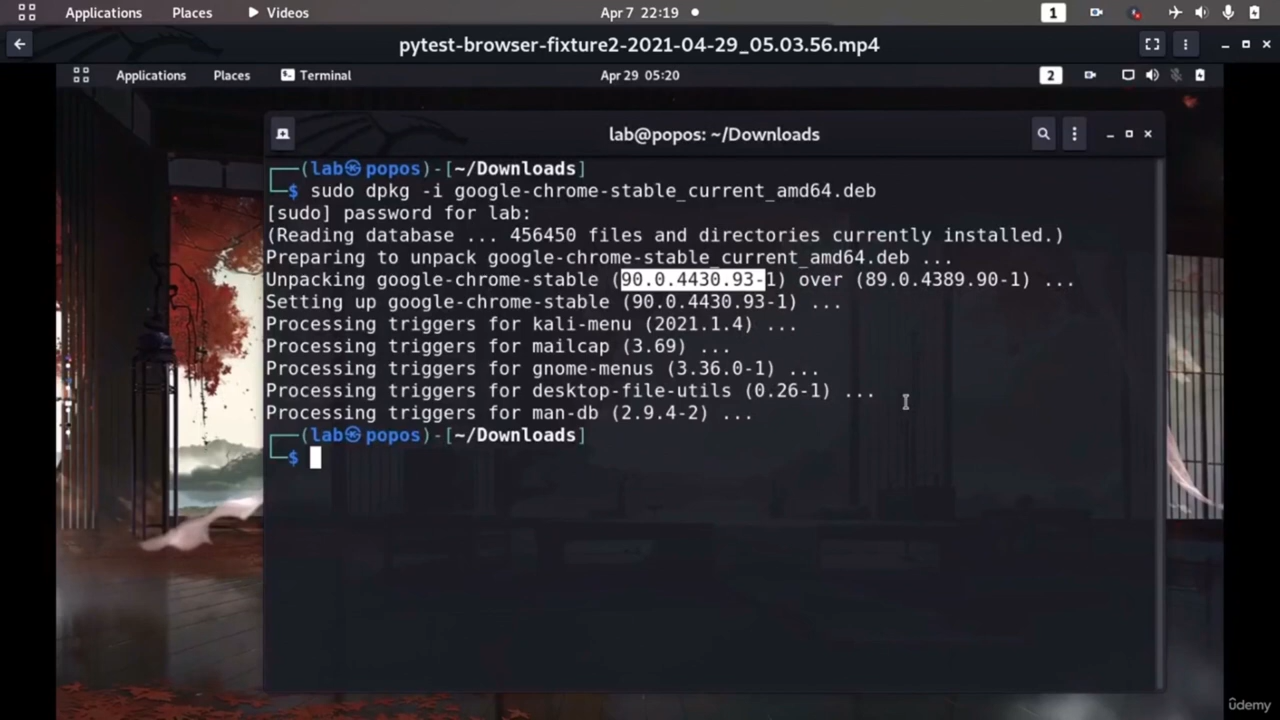 Applications Places Videos Apr 7 22:19 1
pytest-browser-fixture2-2021-04-29_05.03.56.mp4
Applications Places Terminal Apr 29 05:20 2
lab@popos: ~/Downloads
(lab㉿popos)-[~/Downloads]
$ sudo dpkg -i google-chrome-stable_current_amd64.deb
[sudo] password for lab:
(Reading database ... 456450 files and directories currently installed.)
Preparing to unpack google-chrome-stable_current_amd64.deb ...
Unpacking google-chrome-stable (90.0.4430.93-1) over (89.0.4389.90-1) ...
Setting up google-chrome-stable (90.0.4430.93-1) ...
Processing triggers for kali-menu (2021.1.4) ...
Processing triggers for mailcap (3.69) ...
Processing triggers for gnome-menus (3.36.0-1) ...
Processing triggers for desktop-file-utils (0.26-1) ...
Processing triggers for man-db (2.9.4-2) ...
(lab㉿popos)-[~/Downloads]
$
ûdemy